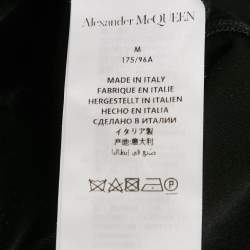 Alexander McQUEEN
M
175/96A
MADE IN ITALY
FABRIQUE EN ITALIE
HERGESTELLT IN ITALIEN
HECHO EN ITALIA
СДЕЛАНО В ИТАЛИИ
イタリア製
产地:意大利
صنع في إيطاليا